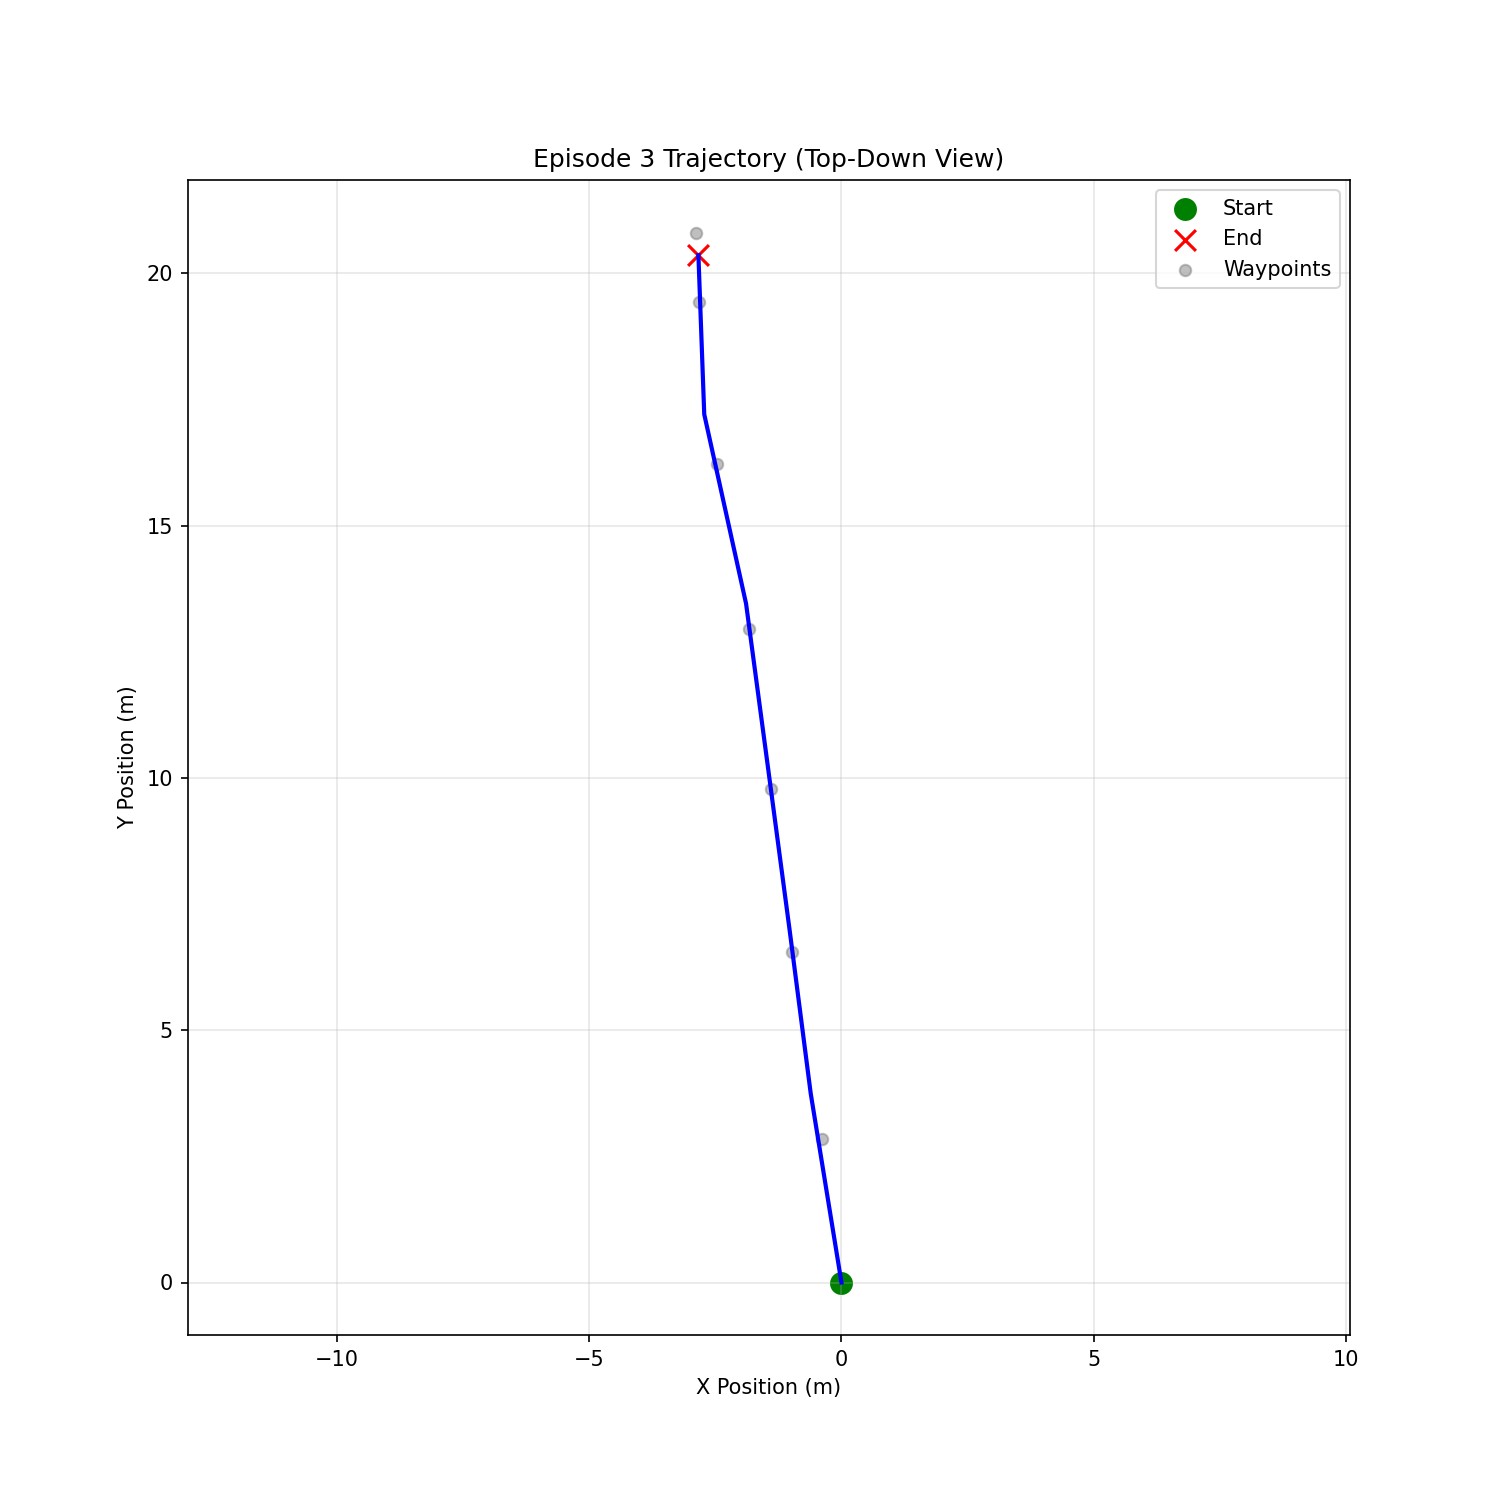 Episode 3 Trajectory (Top-Down View)
Start
End
Waypoints
20
15
10
5
0
Y Position (m)
−10
−5
0
5
10
X Position (m)